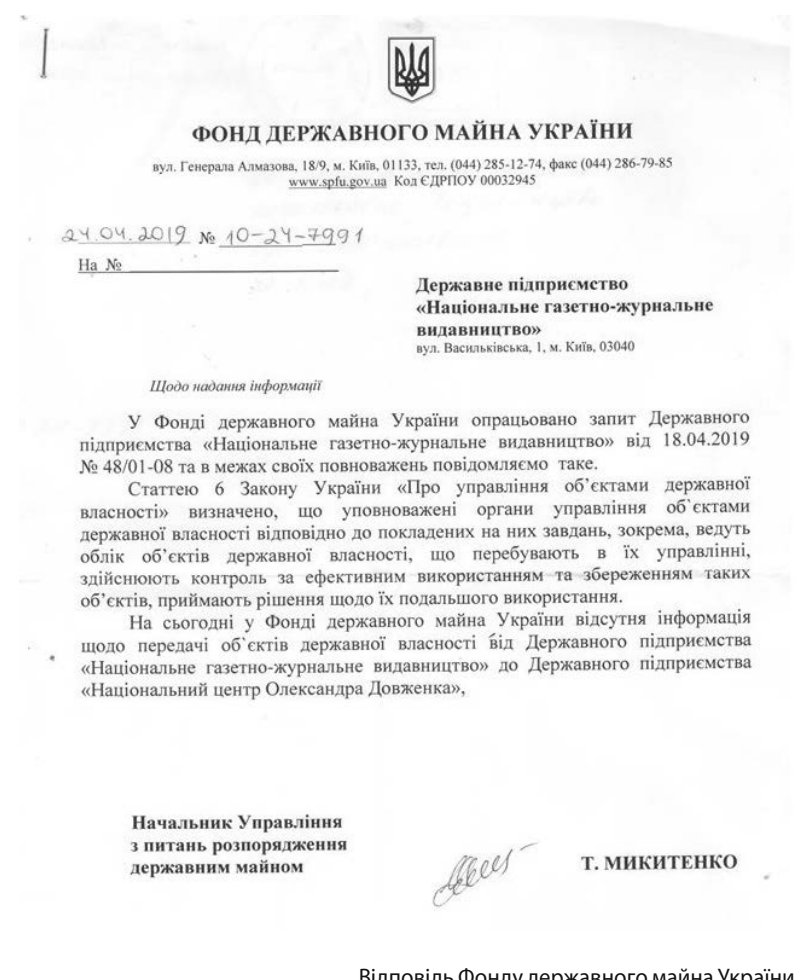 ФОНД ДЕРЖАВНОГО МАЙНА УКРАЇНИ
вул. Генерала Алмазова, 18/9, м. Київ, 01133, тел. (044) 285-12-74, факс (044) 286-79-85
www.spfu.gov.ua Код ЄДРПОУ 00032945
24.04.2019 № 10-24-7991
На №
Державне підприємство
«Національне газетно-журнальне
видавництво»
вул. Васильківська, 1, м. Київ, 03040
Щодо надання інформації
У Фонді державного майна України опрацьовано запит Державного
підприємства «Національне газетно-журнальне видавництво» від 18.04.2019
№ 48/01-08 та в межах своїх повноважень повідомляємо таке.
Статтею 6 Закону України «Про управління об’єктами державної
власності» визначено, що уповноважені органи управління об`єктами
державної власності відповідно до покладених на них завдань, зокрема, ведуть
облік об’єктів державної власності, що перебувають в їх управлінні,
здійснюють контроль за ефективним використанням та збереженням таких
об’єктів, приймають рішення щодо їх подальшого використання.
На сьогодні у Фонді державного майна України відсутня інформація
щодо передачі об`єктів державної власності від Державного підприємства
«Національне газетно-журнальне видавництво» до Державного підприємства
«Національний центр Олександра Довженка»,
Начальник Управління
з питань розпорядження
державним майном
Т. МИКИТЕНКО
Відповідь Фонду державного майна України